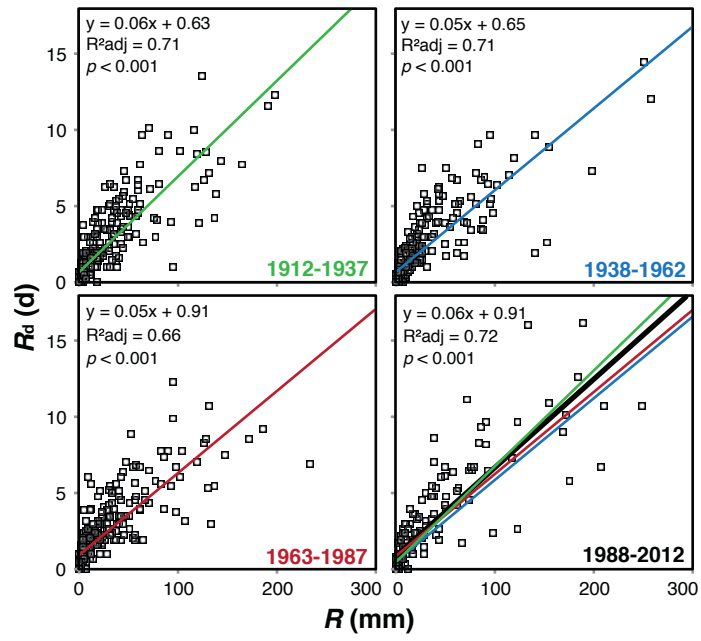 y = 0.06x + 0.63
R²adj = 0.71
p < 0.001
15
10
5
0
1912-1937
y = 0.05x + 0.65
R²adj = 0.71
p < 0.001
1938-1962
Rd (d)
y = 0.05x + 0.91
R²adj = 0.66
p < 0.001
15
10
5
0
1963-1987
0 100 200 300
y = 0.06x + 0.91
R²adj = 0.72
p < 0.001
1988-2012
0 100 200 300
R (mm)